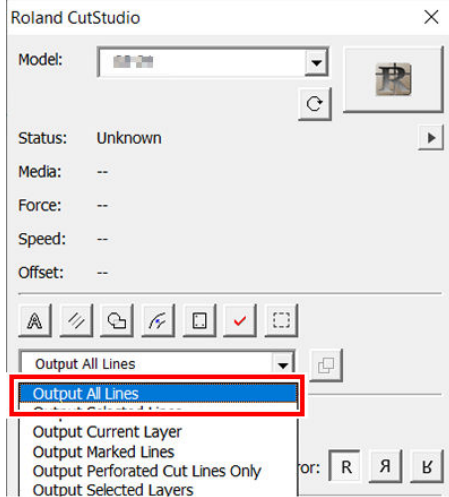 Roland CutStudio
Model:
Status: Unknown
Media: --
Force: --
Speed: --
Offset: --
Output All Lines
Output All Lines
Output Current Layer
Output Marked Lines
Output Perforated Cut Lines Only
or: R Я
Output Selected Layers